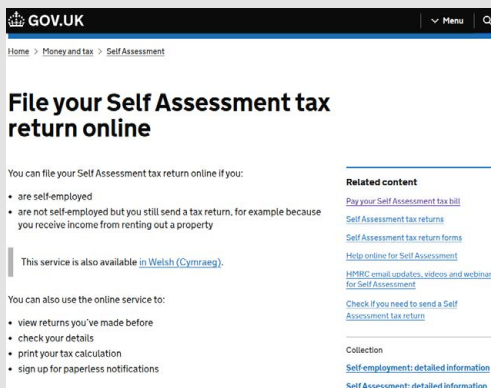 GOV.UK
Menu
Home > Money and tax > Self Assessment
File your Self Assessment tax
return online
You can file your Self Assessment tax return online if you:
• are self-employed
• are not self-employed but you still send a tax return, for example because
you receive income from renting out a property
This service is also available in Welsh (Cymraeg).
You can also use the online service to:
• view returns you've made before
• check your details
• print your tax calculation
• sign up for paperless notifications
Related content
Pay your Self Assessment tax bill
Self Assessment tax returns
Self Assessment tax return forms
Help online for Self Assessment
HMRC email updates, videos and webinar
for Self Assessment
Check if you need to send a Self
Assessment tax return
Collection
Self-employment: detailed information
Self Assessment: detailed information